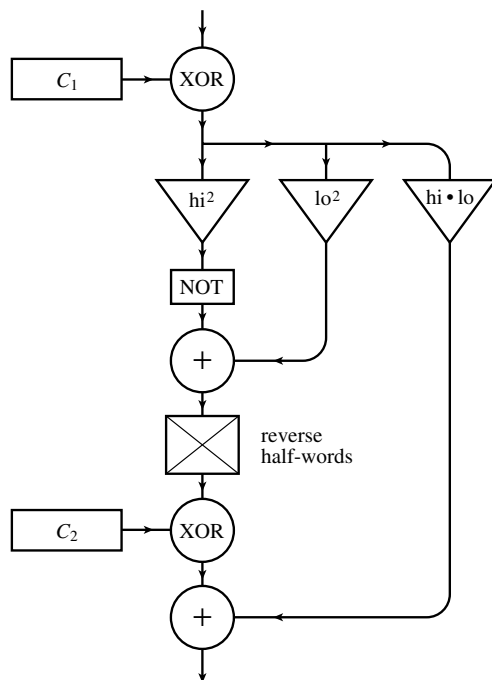 XOR
C₁
hi²
lo²
hi • lo
NOT
+
reverse
half-words
C₂
XOR
+